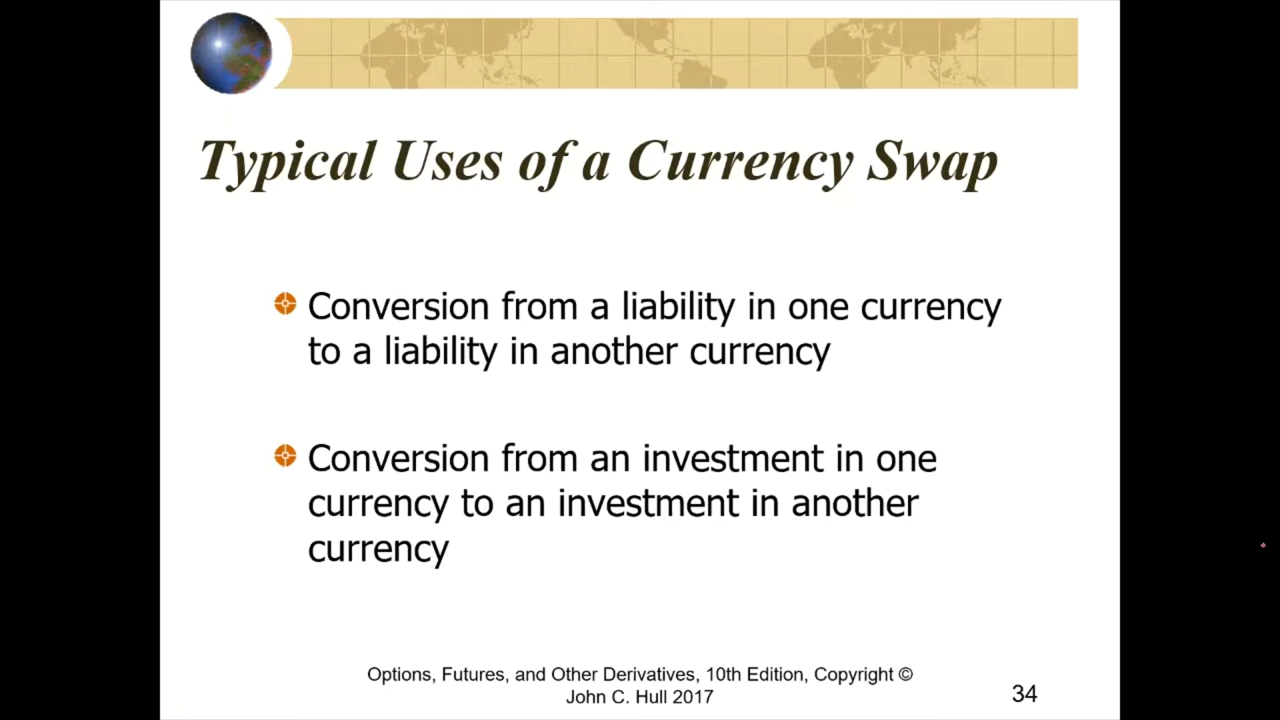 Typical Uses of a Currency Swap
Conversion from a liability in one currency
to a liability in another currency
Conversion from an investment in one
currency to an investment in another
currency
Options, Futures, and Other Derivatives, 10th Edition, Copyright ©
John C. Hull 2017
34